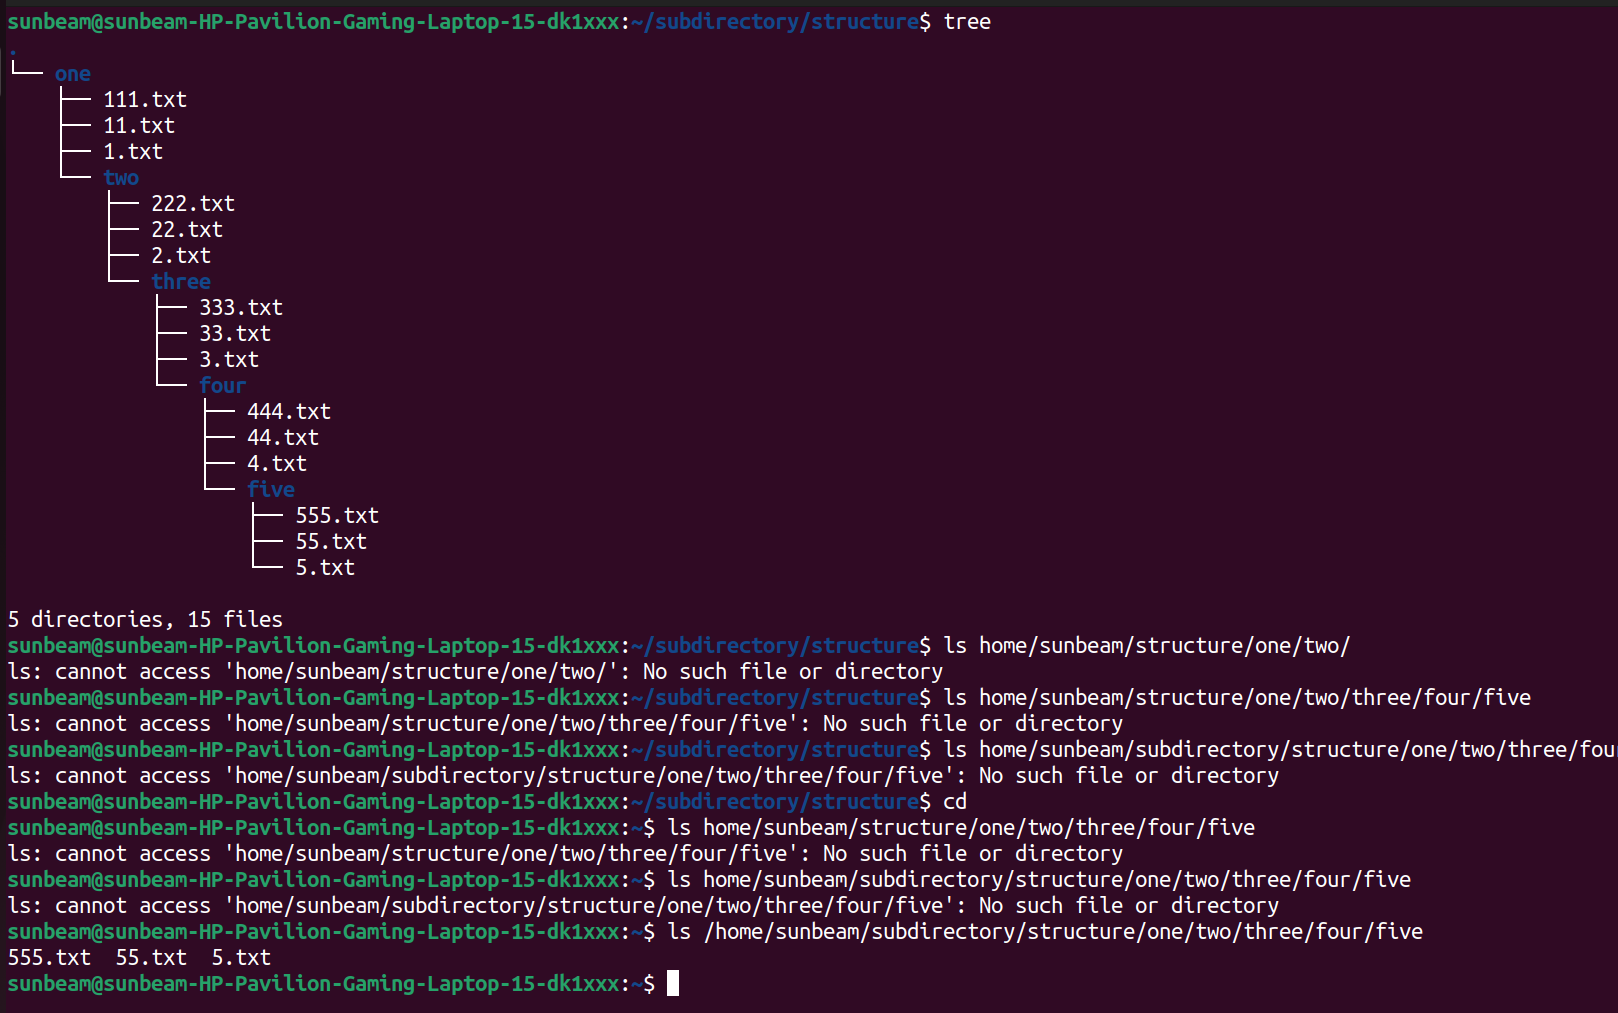 sunbeam@sunbeam-HP-Pavilion-Gaming-Laptop-15-dk1xxx:~/subdirectory/structure$ tree
.
└── one
    ├── 111.txt
    ├── 11.txt
    ├── 1.txt
    └── two
        ├── 222.txt
        ├── 22.txt
        ├── 2.txt
        └── three
            ├── 333.txt
            ├── 33.txt
            ├── 3.txt
            └── four
                ├── 444.txt
                ├── 44.txt
                ├── 4.txt
                └── five
                    ├── 555.txt
                    ├── 55.txt
                    └── 5.txt

5 directories, 15 files
sunbeam@sunbeam-HP-Pavilion-Gaming-Laptop-15-dk1xxx:~/subdirectory/structure$ ls home/sunbeam/structure/one/two/
ls: cannot access 'home/sunbeam/structure/one/two/': No such file or directory
sunbeam@sunbeam-HP-Pavilion-Gaming-Laptop-15-dk1xxx:~/subdirectory/structure$ ls home/sunbeam/structure/one/two/three/four/five
ls: cannot access 'home/sunbeam/structure/one/two/three/four/five': No such file or directory
sunbeam@sunbeam-HP-Pavilion-Gaming-Laptop-15-dk1xxx:~/subdirectory/structure$ ls home/sunbeam/subdirectory/structure/one/two/three/fou
ls: cannot access 'home/sunbeam/subdirectory/structure/one/two/three/four/five': No such file or directory
sunbeam@sunbeam-HP-Pavilion-Gaming-Laptop-15-dk1xxx:~/subdirectory/structure$ cd
sunbeam@sunbeam-HP-Pavilion-Gaming-Laptop-15-dk1xxx:~$ ls home/sunbeam/structure/one/two/three/four/five
ls: cannot access 'home/sunbeam/structure/one/two/three/four/five': No such file or directory
sunbeam@sunbeam-HP-Pavilion-Gaming-Laptop-15-dk1xxx:~$ ls home/sunbeam/subdirectory/structure/one/two/three/four/five
ls: cannot access 'home/sunbeam/subdirectory/structure/one/two/three/four/five': No such file or directory
sunbeam@sunbeam-HP-Pavilion-Gaming-Laptop-15-dk1xxx:~$ ls /home/sunbeam/subdirectory/structure/one/two/three/four/five
555.txt  55.txt  5.txt
sunbeam@sunbeam-HP-Pavilion-Gaming-Laptop-15-dk1xxx:~$